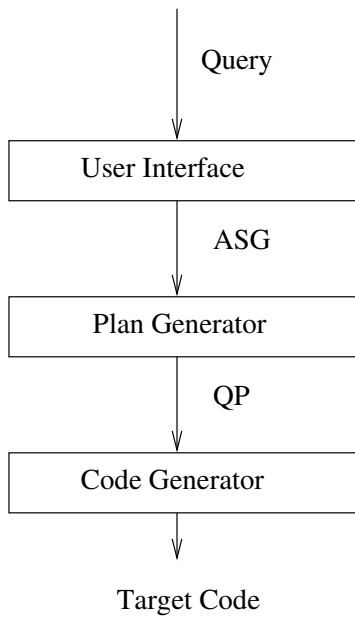 Query
User Interface
ASG
Plan Generator
QP
Code Generator
Target Code